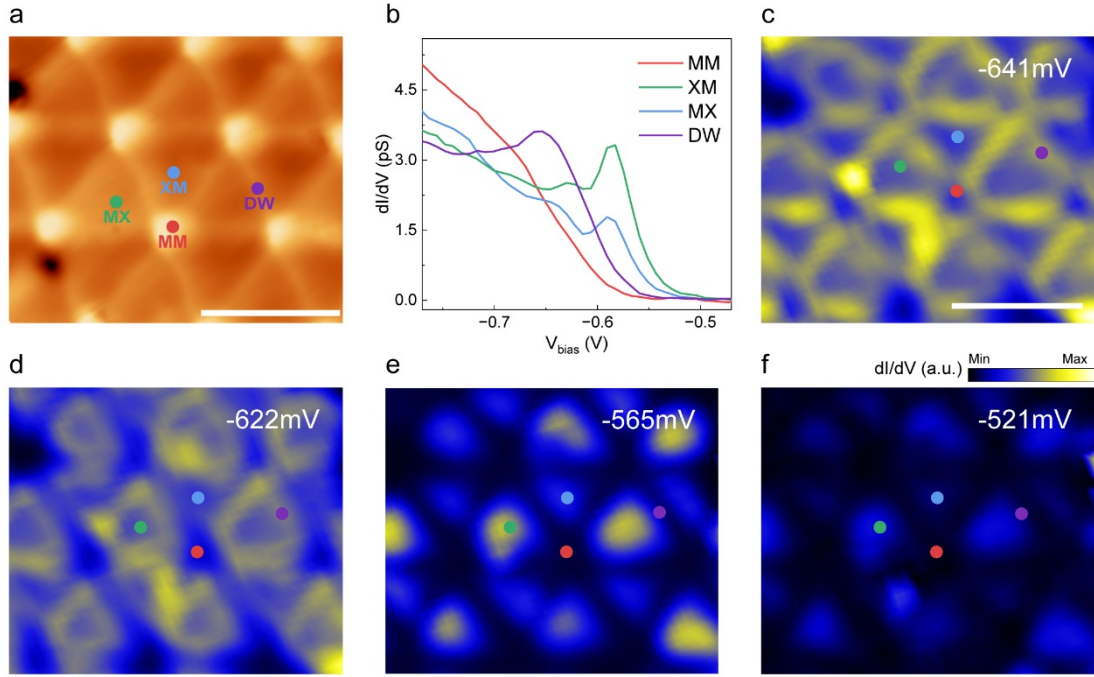 a
XM
MX
DW
MM
b
dI/dV (pS)
4.5
3.0
1.5
0.0
MM
XM
MX
DW
−0.7
−0.6
−0.5
Vbias (V)
c
-641mV
d
-622mV
e
-565mV
dI/dV (a.u.)
Min
Max
f
-521mV